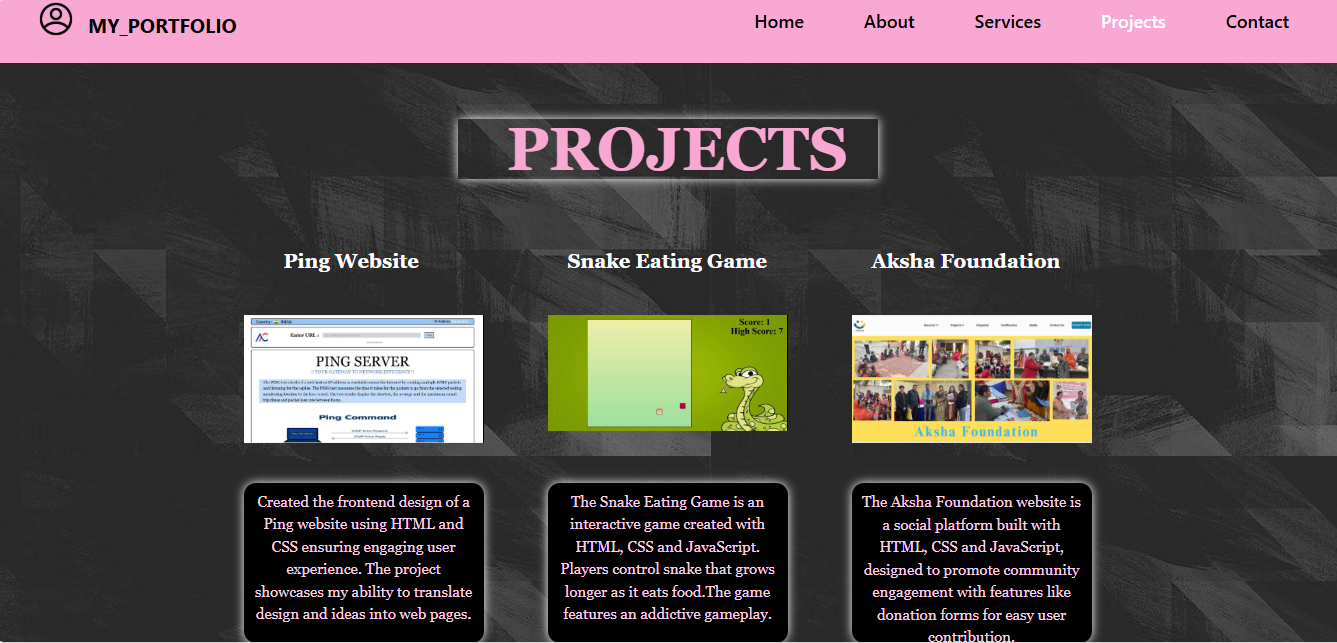 MY_PORTFOLIO
Home About Services Projects Contact
PROJECTS
Ping Website
Snake Eating Game
Aksha Foundation
Country: INDIA
Enter URL :
PING SERVER
Ping Command
Score: 1
High Score: 7
Aksha Foundation
Created the frontend design of a
Ping website using HTML and
CSS ensuring engaging user
experience. The project
showcases my ability to translate
design and ideas into web pages.
The Snake Eating Game is an
interactive game created with
HTML, CSS and JavaScript.
Players control snake that grows
longer as it eats food.The game
features an addictive gameplay.
The Aksha Foundation website is
a social platform built with
HTML, CSS and JavaScript,
designed to promote community
engagement with features like
donation forms for easy user
contribution.